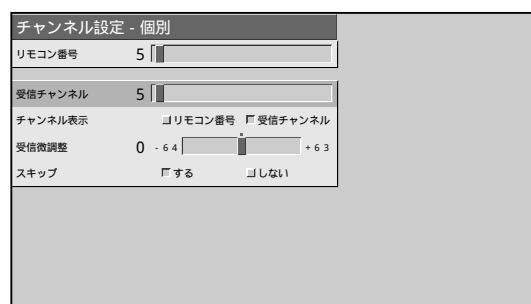 チャンネル設定 - 個別
リモコン番号 5
受信チャンネル 5
チャンネル表示 リモコン番号 受信チャンネル
受信微調整 0 -64 +63
スキップ する しない